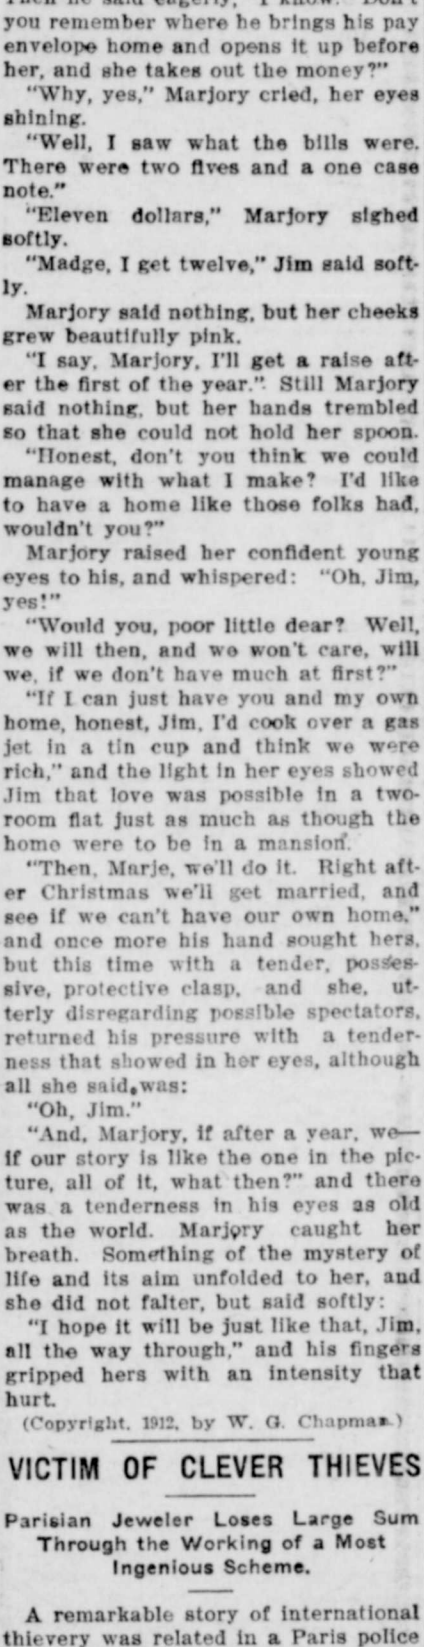 you remember where he brings his pay
envelope home and opens it up before
her, and she takes out the money?"
"Why, yes," Marjory cried, her eyes
shining.
"Well, I saw what the bills were.
There were two fives and a one case
note."
"Eleven dollars," Marjory sighed
softly.
"Madge, I get twelve," Jim said soft-
ly.
Marjory said nothing, but her cheeks
grew beautifully pink.
"I say, Marjory, I'll get a raise aft-
er the first of the year." Still Marjory
said nothing, but her hands trembled
so that she could not hold her spoon.
"Honest, don't you think we could
manage with what I make? I'd like
to have a home like those folks had,
wouldn't you?"
Marjory raised her confident young
eyes to his, and whispered: "Oh, Jim,
yes!"
"Would you, poor little dear? Well,
we will then, and we won't care, will
we, if we don't have much at first?"
"If I can just have you and my own
home, honest, Jim, I'd cook over a gas
jet in a tin cup and think we were
rich," and the light in her eyes showed
Jim that love was possible in a two-
room flat just as much as though the
home were to be in a mansion.
"Then, Marje, we'll do it. Right aft-
er Christmas we'll get married, and
see if we can't have our own home,"
and once more his hand sought hers,
but this time with a tender, posses-
sive, protective clasp, and she, ut-
terly disregarding possible spectators,
returned his pressure with a tender-
ness that showed in her eyes, although
all she said was:
"Oh, Jim."
"And, Marjory, if after a year, we—
if our story is like the one in the pic-
ture, all of it, what then?" and there
was a tenderness in his eyes as old
as the world. Marjory caught her
breath. Something of the mystery of
life and its aim unfolded to her, and
she did not falter, but said softly:
"I hope it will be just like that, Jim,
all the way through," and his fingers
gripped hers with an intensity that
hurt.
(Copyright, 1912, by W. G. Chapman.)
VICTIM OF CLEVER THIEVES
Parisian Jeweler Loses Large Sum
Through the Working of a Most
Ingenious Scheme.
A remarkable story of international
thievery was related in a Paris police